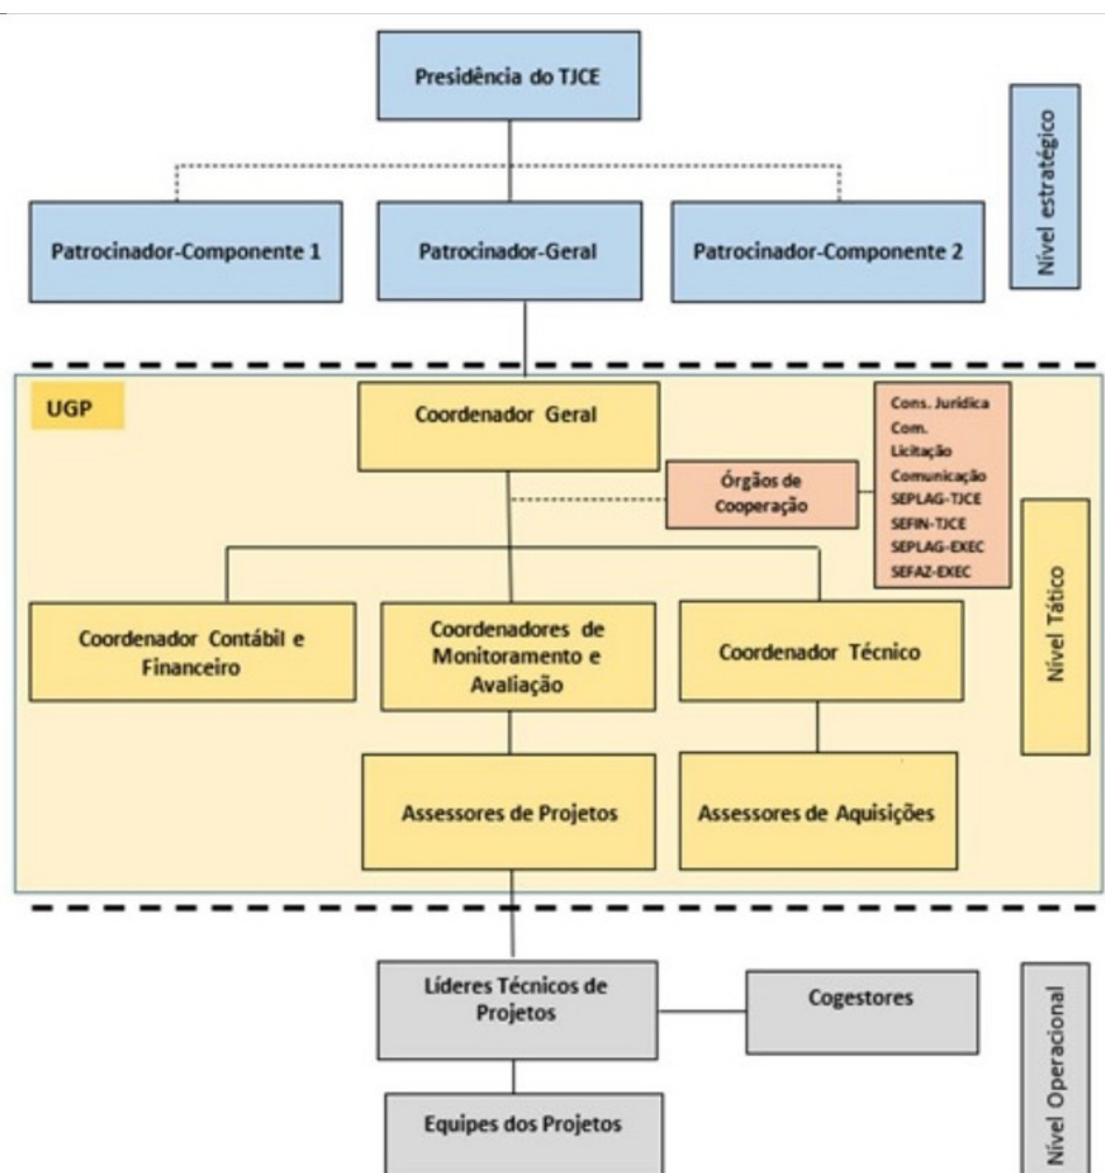 Presidência do TJCE
Nível estratégico
Patrocinador-Componente 1
Patrocinador-Geral
Patrocinador-Componente 2
UGP
Coordenador Geral
Cons. Jurídica
Com.
Licitação
Comunicação
SEPLAG-TJCE
SEFIN-TJCE
SEPLAG-EXEC
SEFAZ-EXEC
Órgãos de
Cooperação
Nível Tático
Coordenador Contábil e
Financeiro
Coordenadores de
Monitoramento e
Avaliação
Coordenador Técnico
Assessores de Projetos
Assessores de Aquisições
Líderes Técnicos de
Projetos
Cogestores
Nível Operacional
Equipes dos Projetos